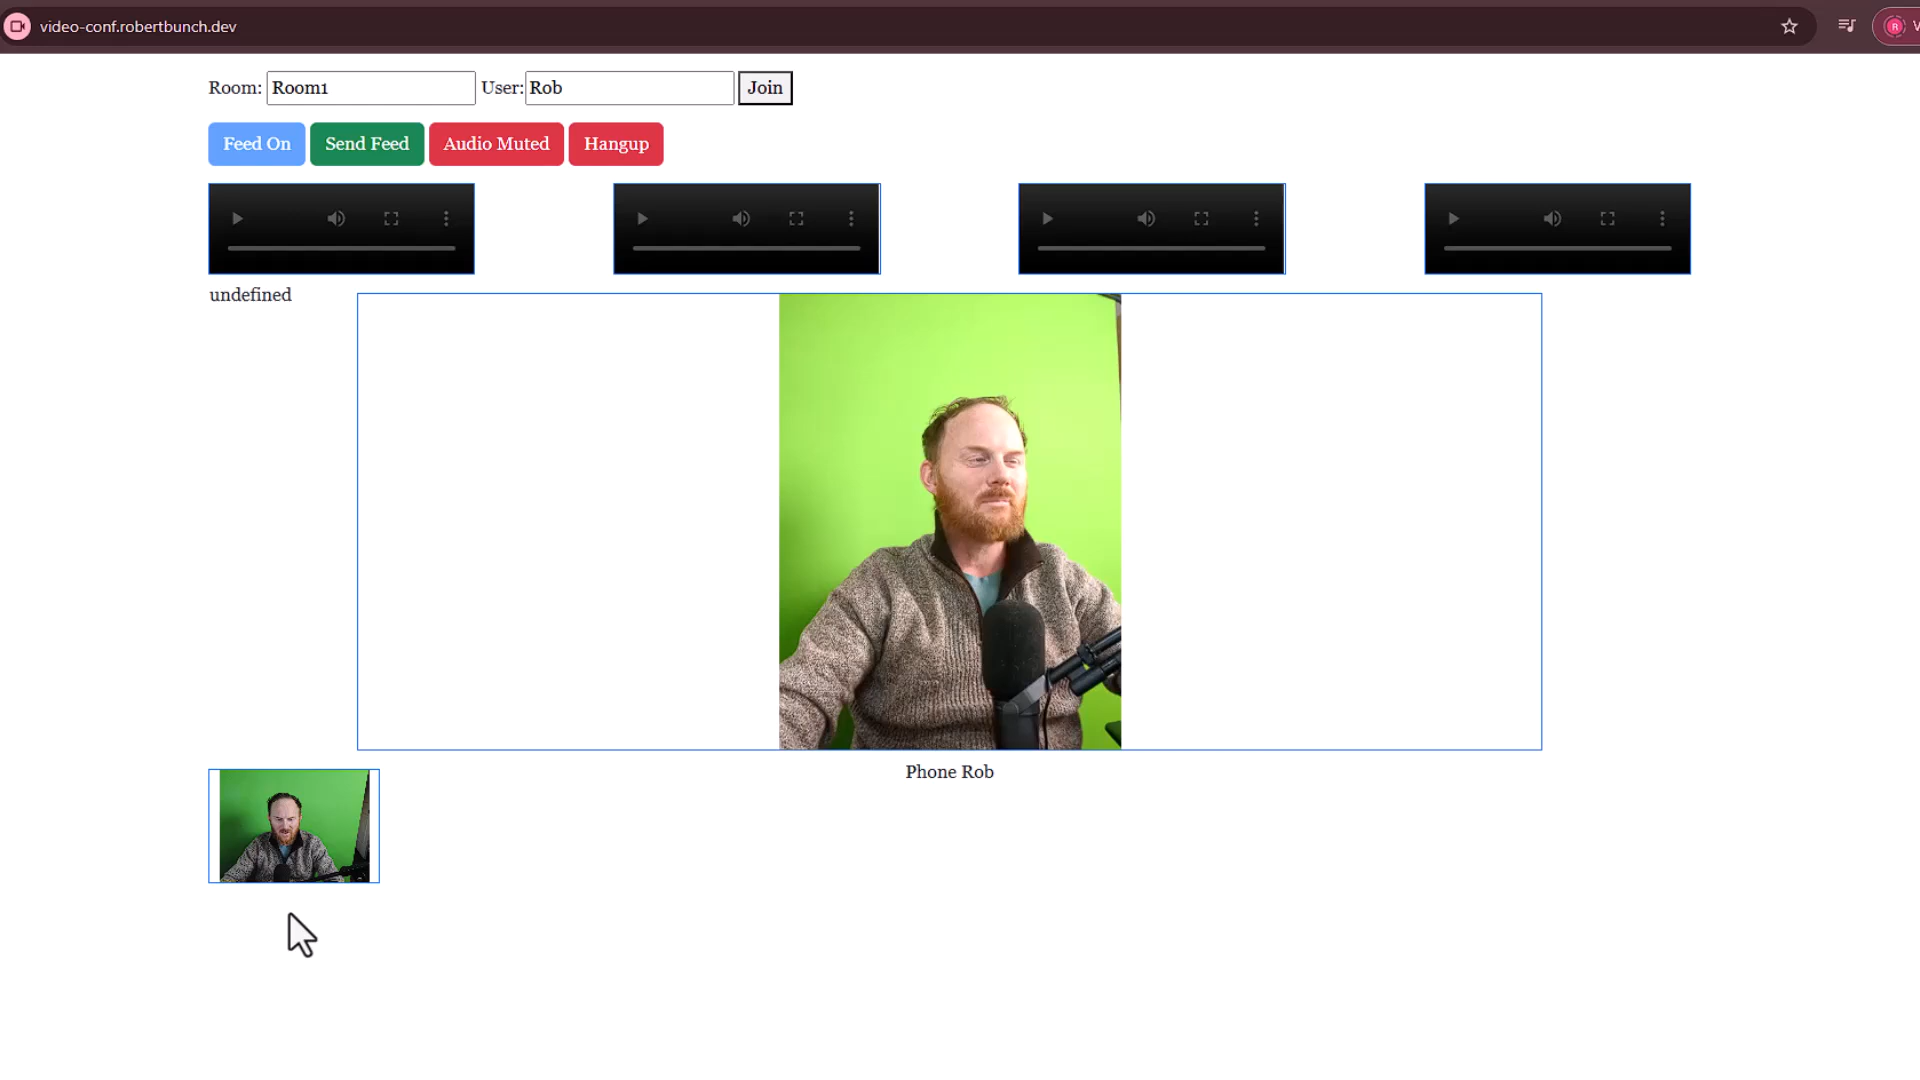 video-conf.robertbunch.dev
Room: Room1 User: Rob Join
Feed On Send Feed Audio Muted Hangup
undefined
Phone Rob